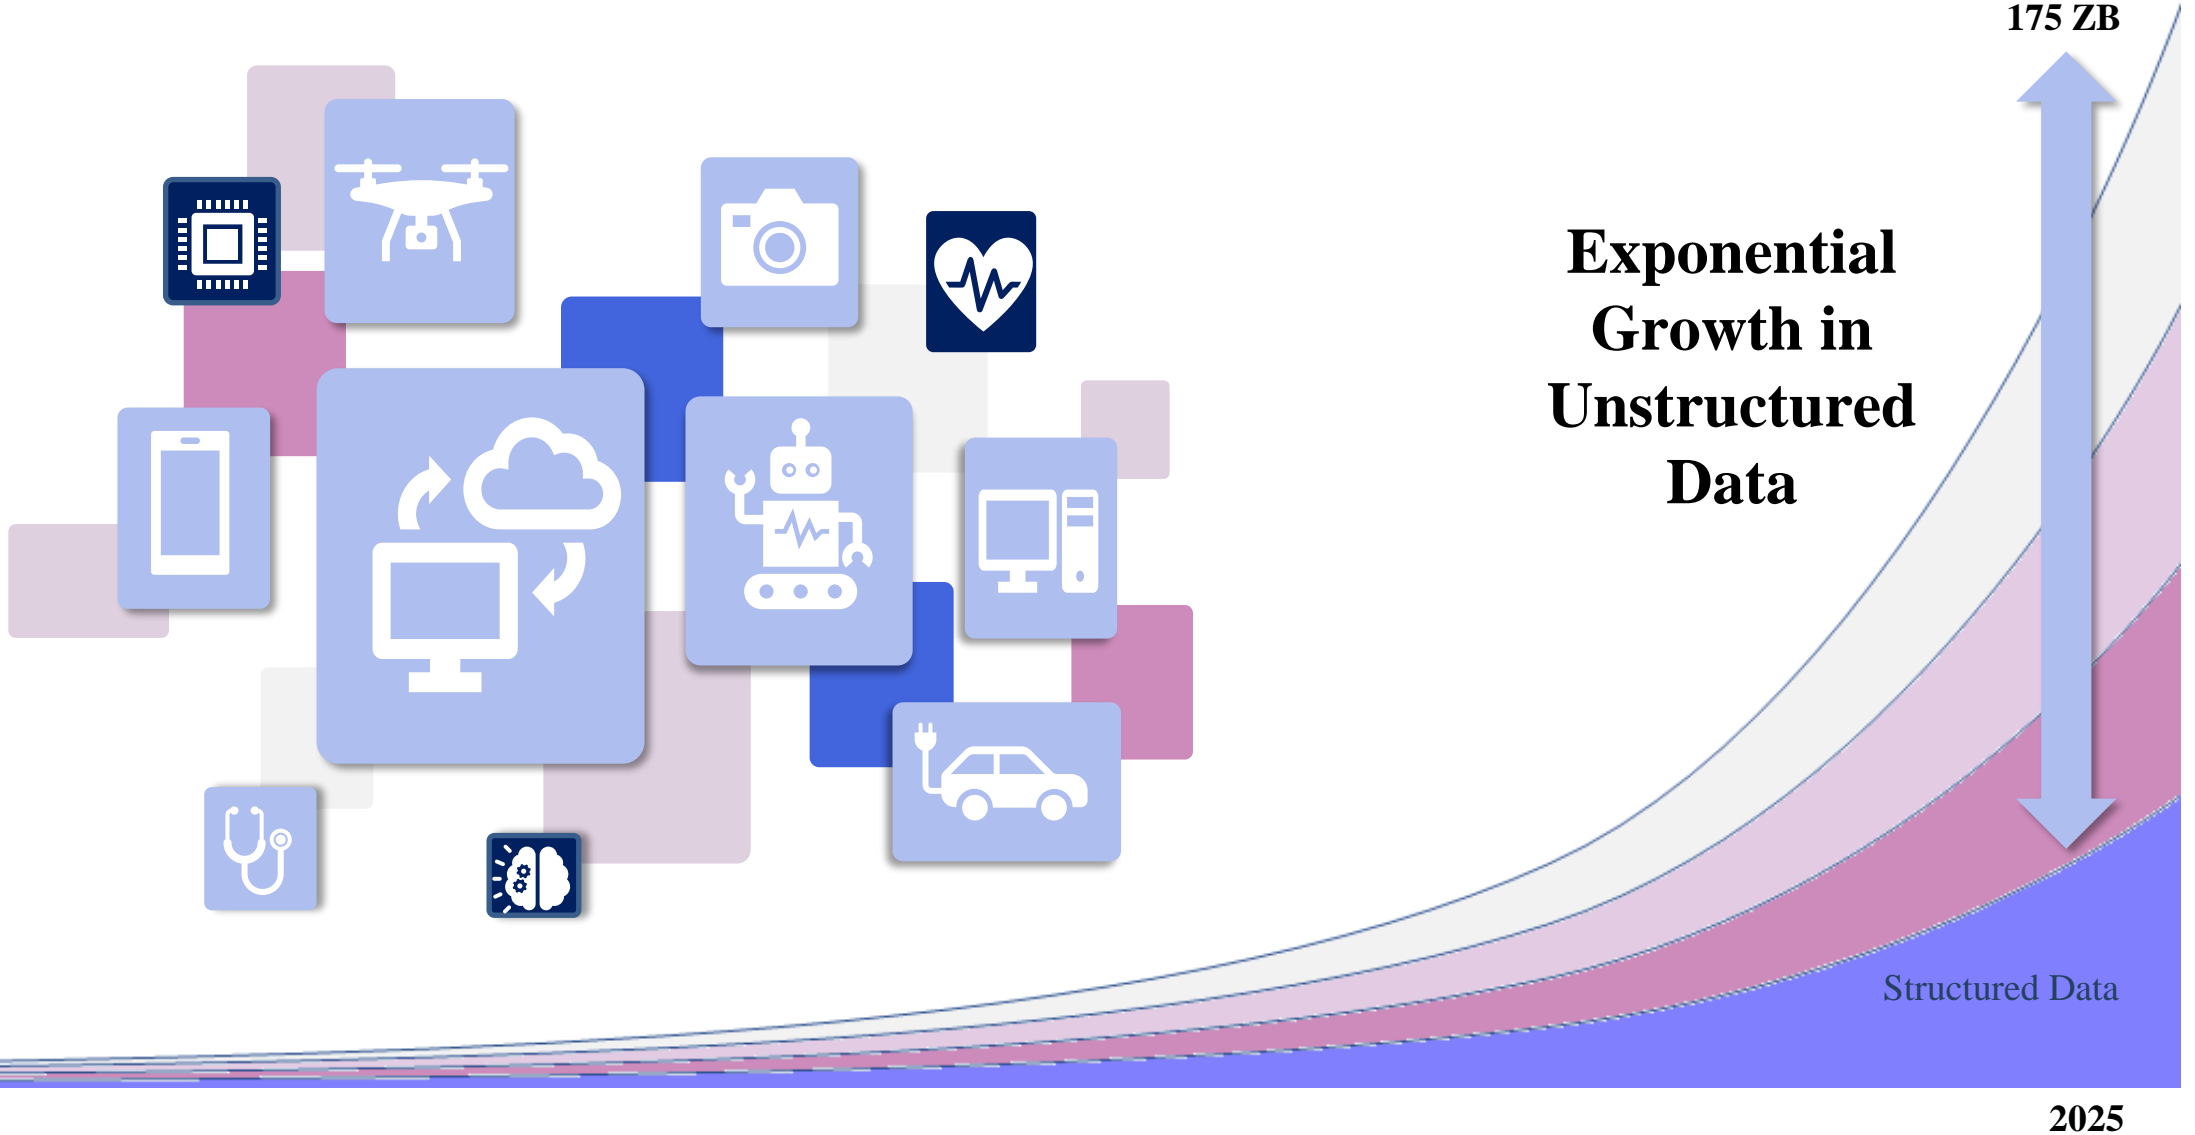 175 ZB
Exponential
Growth in
Unstructured
Data
Structured Data
2025